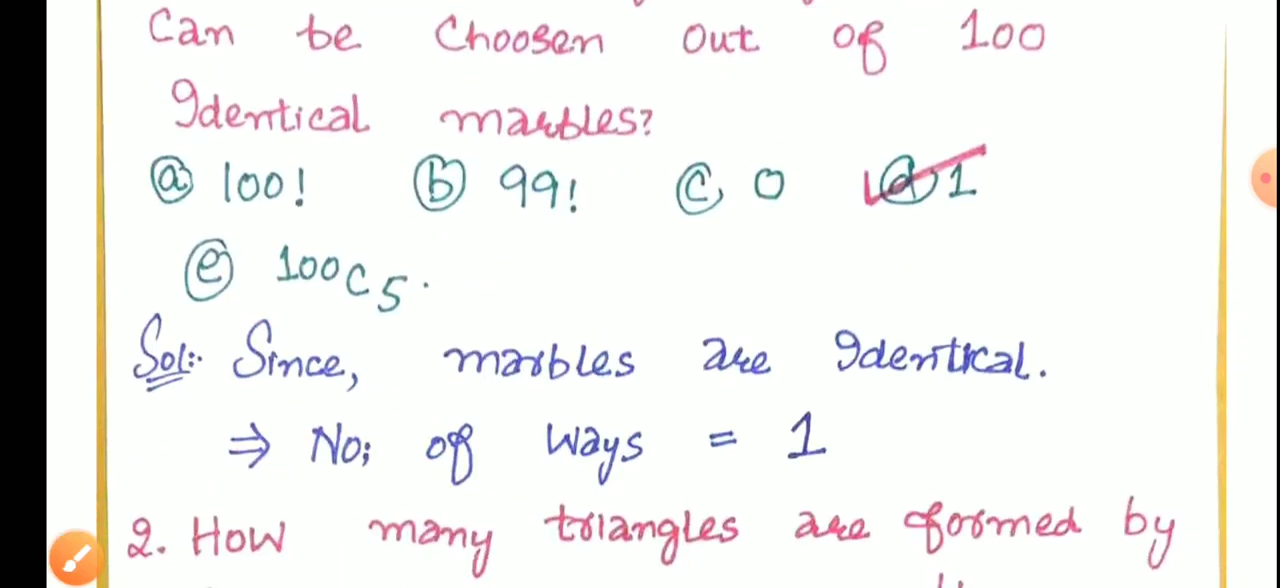 Can be Choosen out of 100
Identical marbles?
ⓐ 100! ⓑ 99! ⓒ 0 ⓓ 1
ⓔ 100C5.
Sol:- Since, marbles are Identical.
⇒ No; of ways = 1
2. How many triangles are formed by